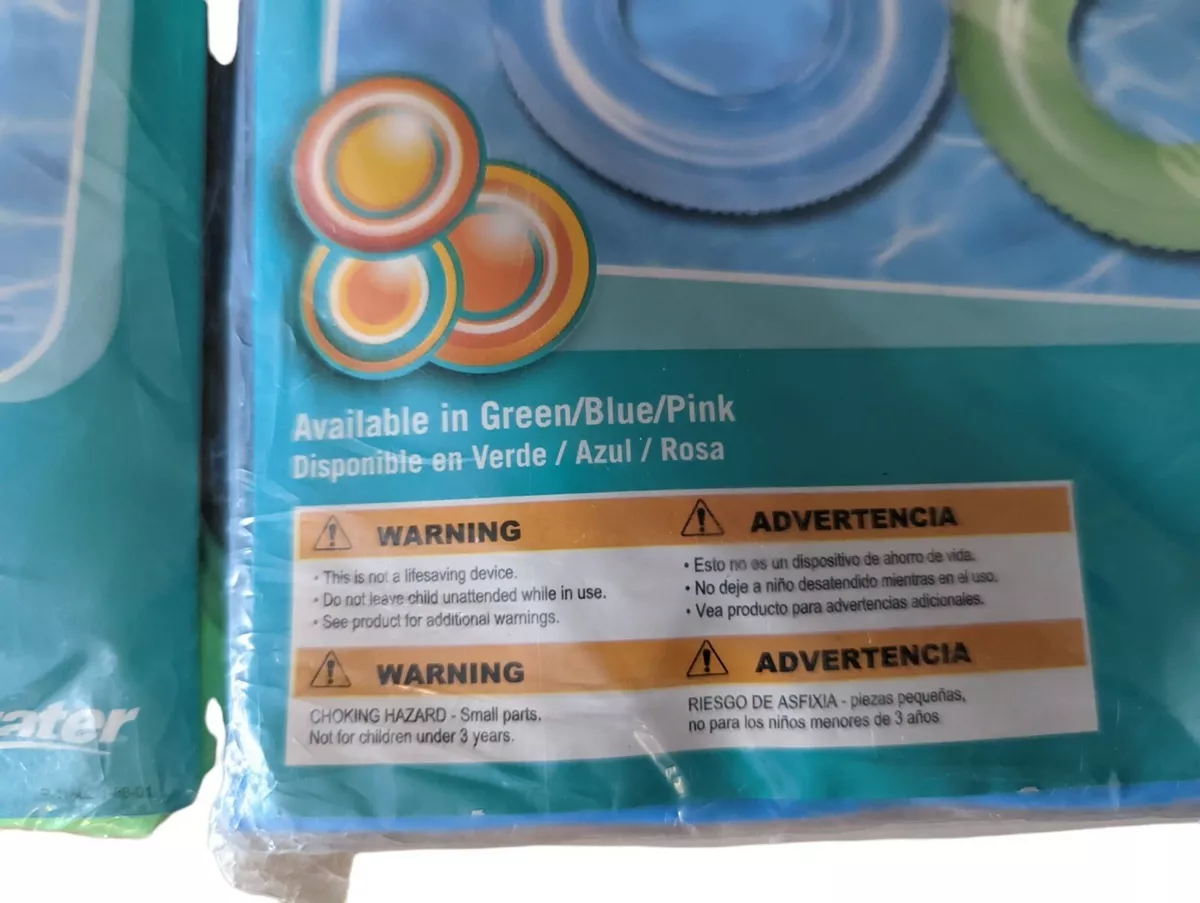 Available in Green/Blue/Pink
Disponible en Verde / Azul / Rosa
WARNING
• This is not a lifesaving device.
• Do not leave child unattended while in use.
• See product for additional warnings.
ADVERTENCIA
• Esto no es un dispositivo de ahorro de vida.
• No deje a niño desatendido mientras en el uso.
• Vea producto para advertencias adicionales.
WARNING
CHOKING HAZARD - Small parts.
Not for children under 3 years.
ADVERTENCIA
RIESGO DE ASFIXIA - piezas pequeñas,
no para los niños menores de 3 años
ater